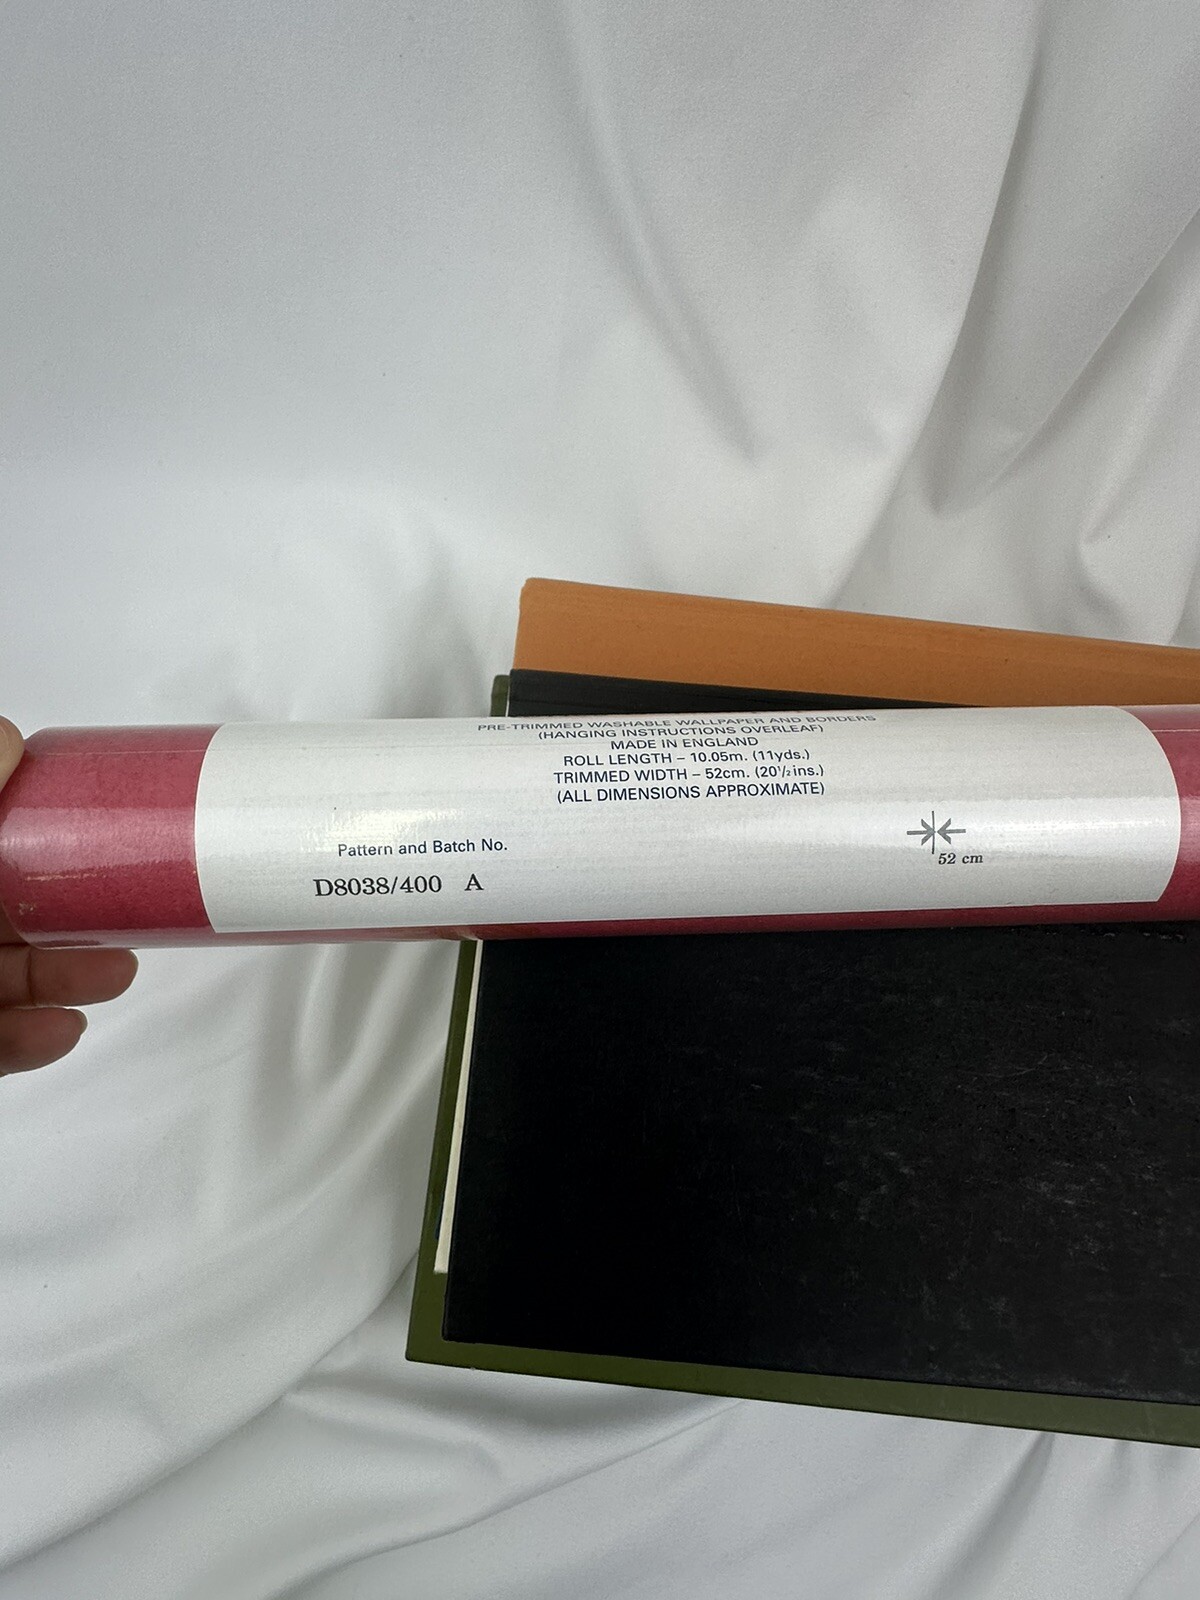 PRE-TRIMMED WASHABLE WALLPAPER AND BORDERS
(HANGING INSTRUCTIONS OVERLEAF)
MADE IN ENGLAND
ROLL LENGTH – 10.05m. (11yds.)
TRIMMED WIDTH – 52cm. (20½ins.)
(ALL DIMENSIONS APPROXIMATE)
Pattern and Batch No.
52 cm
D8038/400 A